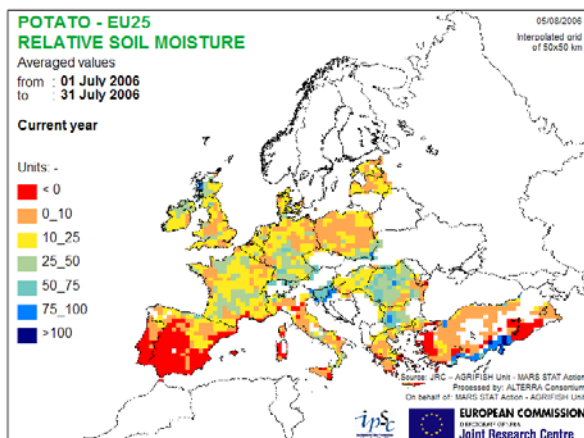 POTATO - EU25
RELATIVE SOIL MOISTURE
Averaged values
from : 01 July 2006
to : 31 July 2006
Current year
05/08/2006
Interpolated grid
of 50x50 km
Units: -
< 0
0_10
10_25
25_50
50_75
75_100
>100
Source: JRC – AGRIFISH Unit - MARS STAT Action
Processed by: ALTERRA Consortium
On behalf of: MARS STAT Action - AGRIFISH Unit
ipsc
EUROPEAN COMMISSION
Joint Research Centre